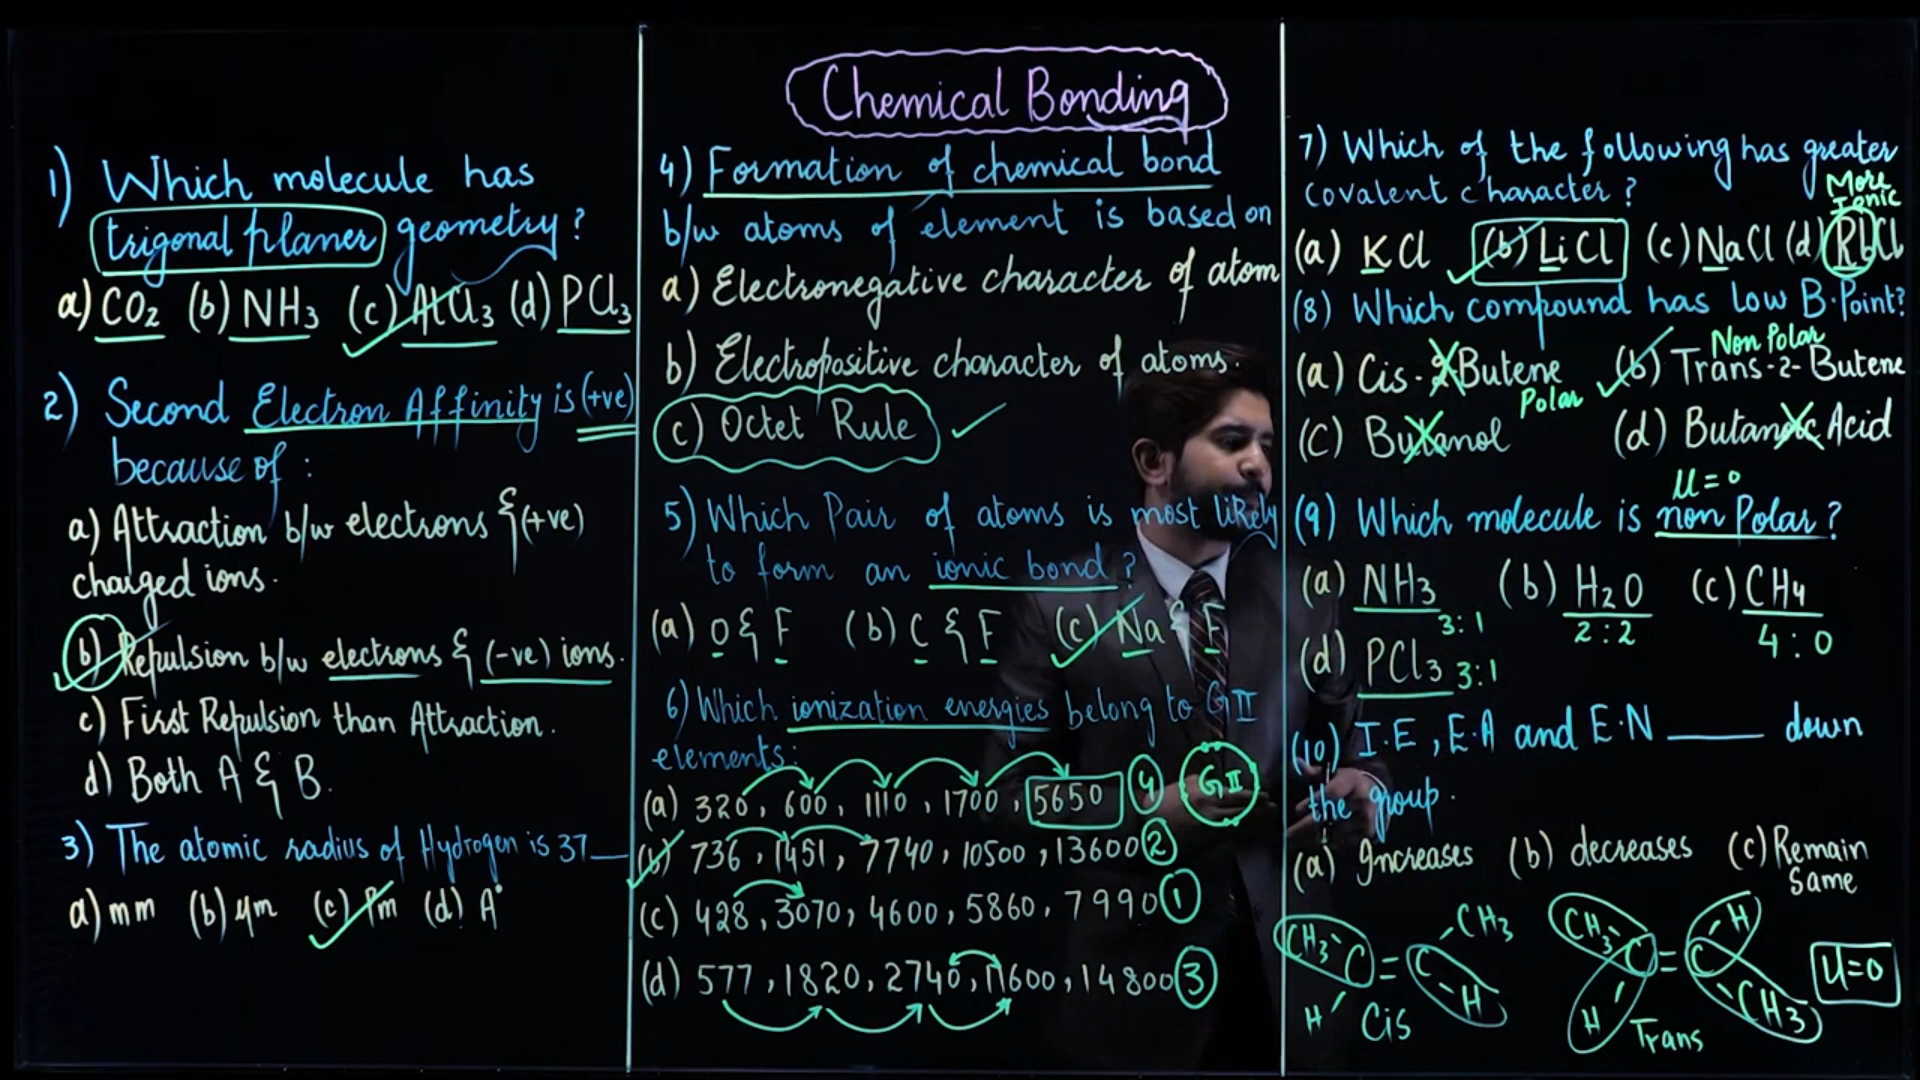 Chemical Bonding
1) Which molecule has
trigonal planer geometry?
a) CO2 (b) NH3 (c) AlCl3 (d) PCl3
2) Second Electron Affinity is (+ve)
because of :
a) Attraction b/w electrons & (+ve)
charged ions.
b) Repulsion b/w electrons & (-ve) ions.
c) First Repulsion than Attraction.
d) Both A & B.
3) The atomic radius of Hydrogen is 37__
a) mm (b) μm (c) Pm (d) A°
4) Formation of chemical bond
b/w atoms of element is based on
a) Electronegative character of atom
b) Electropositive character of atoms.
c) Octet Rule
5) Which Pair of atoms is most likely
to form an ionic bond?
(a) O & F (b) C & F (c) Na & F
6) Which ionization energies belong to GII
elements:
(a) 320, 600, 1110, 1700, 5650 4 GII
(b) 736, 1451, 7740, 10500, 13600 2
(c) 428, 3070, 4600, 5860, 7990 1
(d) 577, 1820, 2740, 11600, 14800 3
7) Which of the following has greater
covalent character?
More
Ionic
(a) KCl (b) LiCl (c) NaCl (d) RbCl
(8) Which compound has low B.Point?
Non Polar
(a) Cis-2-Butene (b) Trans-2-Butene
Polar
(C) Butanol (d) Butanoic Acid
μ=0
(9) Which molecule is non Polar?
(a) NH3 (b) H2O (c) CH4
3:1 2:2 4:0
(d) PCl3 3:1
(10) I.E, E.A and E.N ____ down
the group.
(a) Increases (b) decreases (c) Remain
Same
CH3 C = C CH3 CH3 C = C H
H H H CH3
Cis Trans
μ=0